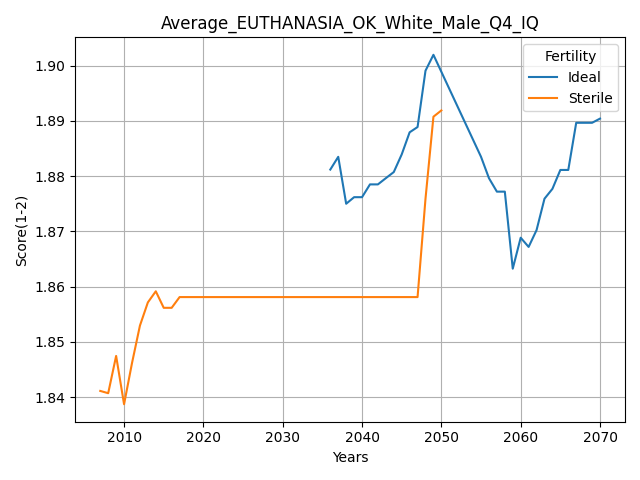 Average_EUTHANASIA_OK_White_Male_Q4_IQ
Fertility
Ideal
Sterile
Score(1-2)
1.90
1.89
1.88
1.87
1.86
1.85
1.84
2010 2020 2030 2040 2050 2060 2070
Years